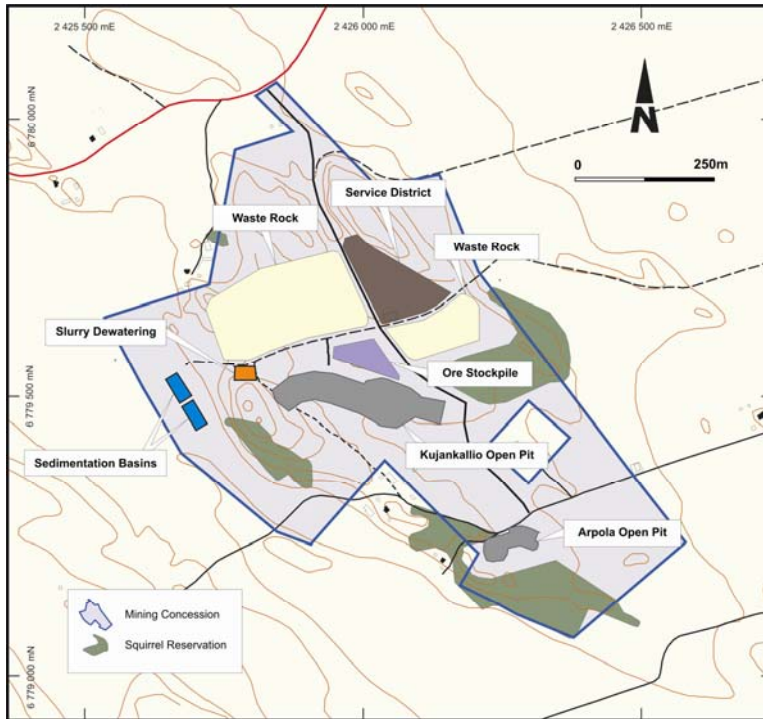 2 425 500 mE
2 426 000 mE
2 426 500 mE
6 780 000 mN
N
0
250m
Service District
Waste Rock
Waste Rock
Slurry Dewatering
Ore Stockpile
6 779 500 mN
Kujankallio Open Pit
Sedimentation Basins
Arpola Open Pit
Mining Concession
Squirrel Reservation
6 779 000 mN